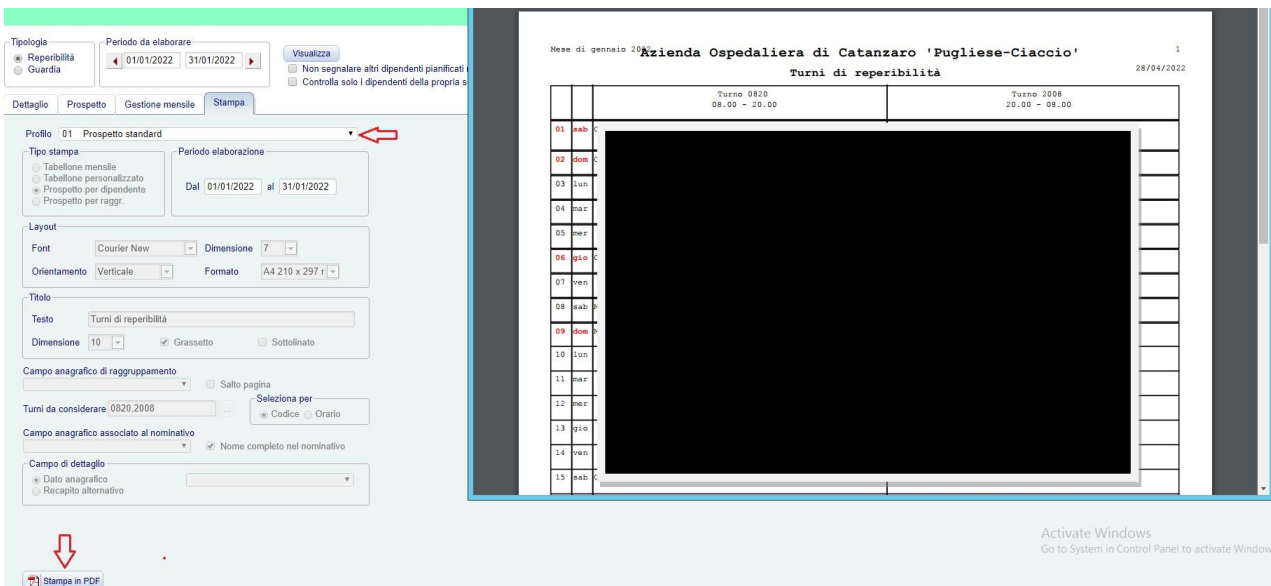 Tipologia
Reperibilità
Guardia
Periodo da elaborare
01/01/2022 31/01/2022
Visualizza
Non segnalare altri dipendenti pianificati
Controlla solo i dipendenti della propria
Dettaglio Prospetto Gestione mensile Stampa
Profilo 01 Prospetto standard
Tipo stampa
Tabellone mensile
Tabellone personalizzato
Prospetto per dipendente
Prospetto per raggr.
Periodo elaborazione
Dal 01/01/2022 al 31/01/2022
Layout
Font Courier New Dimensione 7
Orientamento Verticale Formato A4 210 x 297 r
Titolo
Testo Turni di reperibilità
Dimensione 10 Grassetto Sottolinato
Campo anagrafico di raggruppamento
Salto pagina
Turni da considerare 0820,2008 ...
Seleziona per
Codice Orario
Campo anagrafico associato al nominativo
Nome completo nel nominativo
Campo di dettaglio
Dato anagrafico
Recapito alternativo
Stampa in PDF
Mese di gennaio
Azienda Ospedaliera di Catanzaro 'Pugliese-Ciaccio'
1
Turni di reperibilità
28/04/2022
Turno 0820
08.00 - 20.00
Turno 2008
20.00 - 08.00
01 sab
02 dom
03 lun
04 mar
05 mer
06 gio
07 ven
08 sab
09 dom
10 lun
11 mar
12 mer
13 gio
14 ven
15 sab
Activate Windows
Go to System in Control Panel to activate Window